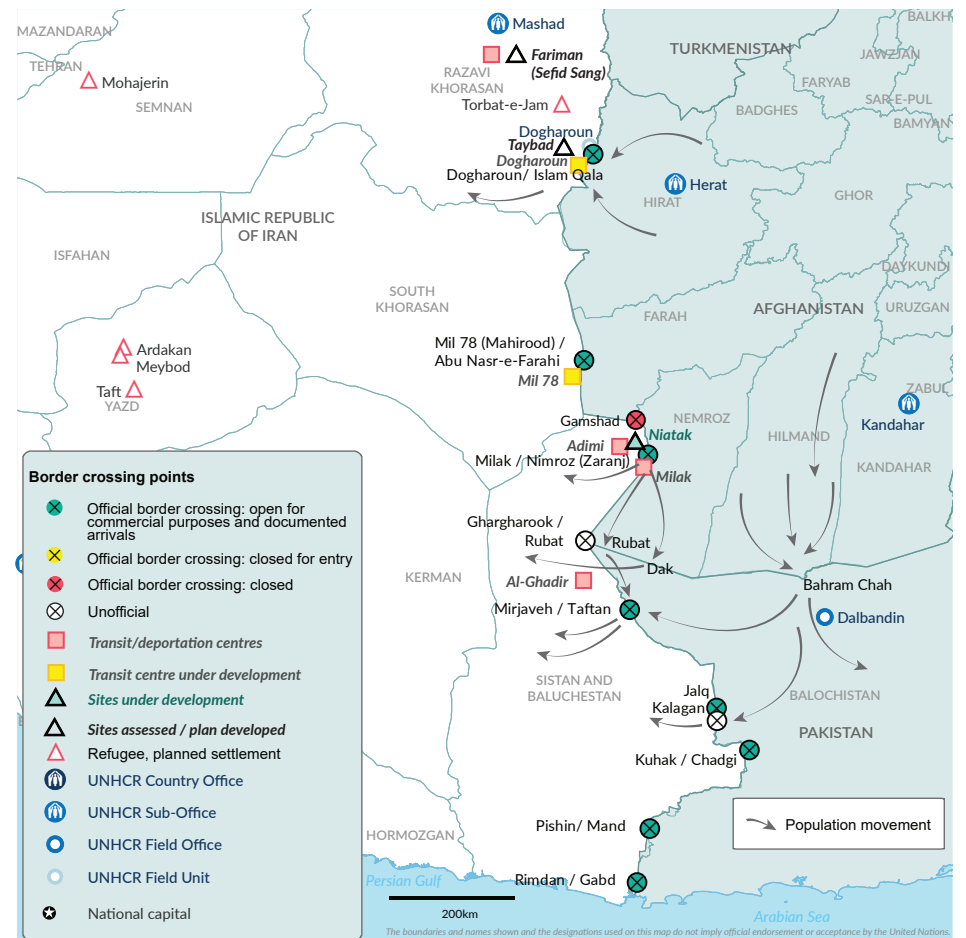 MAZANDARAN
TEHRAN
Mohajerin
SEMNAN
Mashad
Fariman
(Sefid Sang)
RAZAVI
KHORASAN
Torbat-e-Jam
Dogharoun
Taybad
Dogharoun
Dogharoun/ Islam Qala
TURKMENISTAN
BALKH
JAWZJAN
FARYAB
SAR-E-PUL
BADGHES
BAMYAN
Herat
HIRAT
GHOR
ISLAMIC REPUBLIC
OF IRAN
ISFAHAN
DAYKUNDI
SOUTH
KHORASAN
AFGHANISTAN
URUZGAN
FARAH
Mil 78 (Mahirood) /
Abu Nasr-e-Farahi
Mil 78
Ardakan
Meybod
Taft
YAZD
ZABUL
Kandahar
Gamshad
NEMROZ
Niatak
Adimi
HILMAND
Milak / Nimroz (Zaranj)
Milak
KANDAHAR
Ghargharook /
Rubat
Rubat
Dak
KERMAN
Al-Ghadir
Bahram Chah
Mirjaveh / Taftan
Dalbandin
SISTAN AND
BALUCHESTAN
Jalq
Kalagan
BALOCHISTAN
PAKISTAN
Kuhak / Chadgi
Pishin/ Mand
HORMOZGAN
Rimdan / Gabd
Persian Gulf
Arabian Sea
Border crossing points
Official border crossing: open for
commercial purposes and documented
arrivals
Official border crossing: closed for entry
Official border crossing: closed
Unofficial
Transit/deportation centres
Transit centre under development
Sites under development
Sites assessed / plan developed
Refugee, planned settlement
UNHCR Country Office
UNHCR Sub-Office
UNHCR Field Office
UNHCR Field Unit
National capital
Population movement
200km
The boundaries and names shown and the designations used on this map do not imply official endorsement or acceptance by the United Nations.